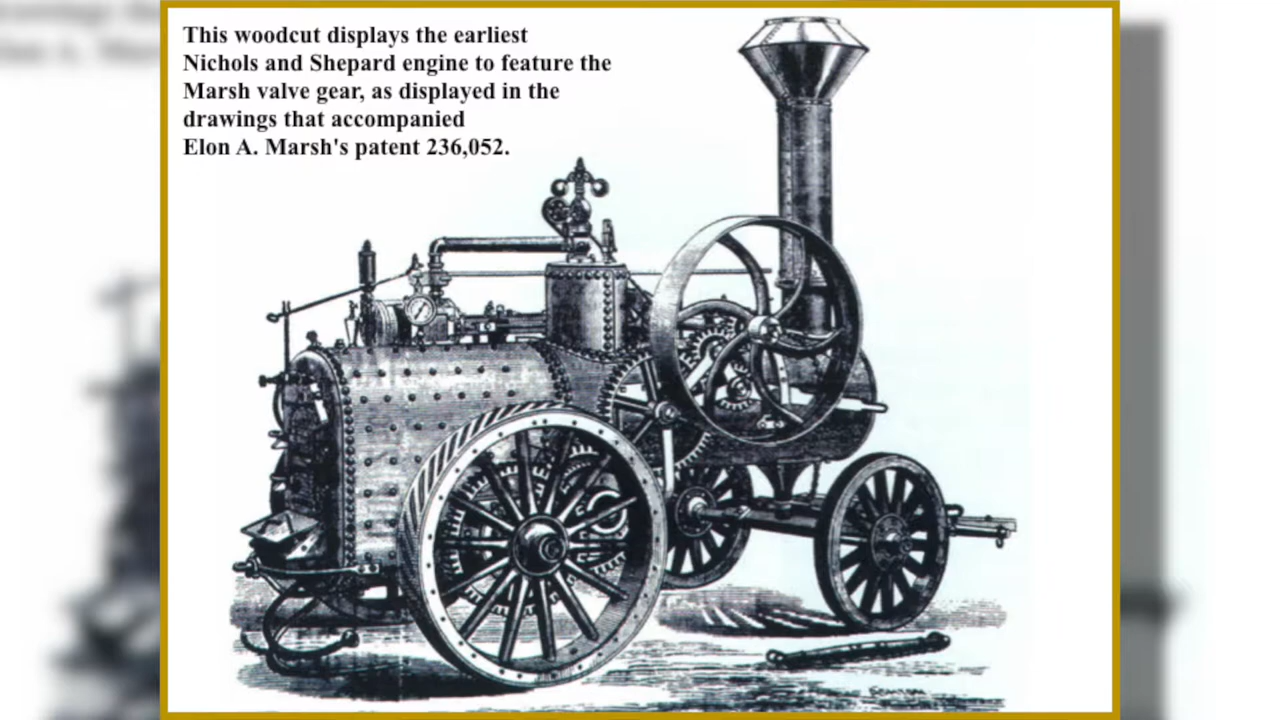 This woodcut displays the earliest
Nichols and Shepard engine to feature the
Marsh valve gear, as displayed in the
drawings that accompanied
Elon A. Marsh's patent 236,052.